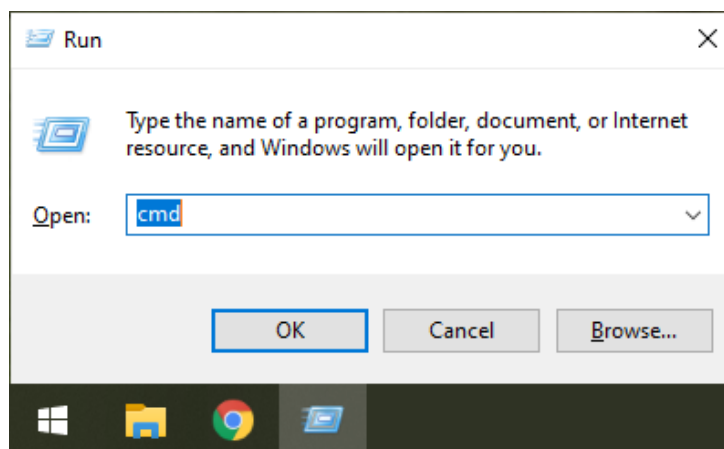 Run
Type the name of a program, folder, document, or Internet
resource, and Windows will open it for you.
Open: cmd
OK Cancel Browse...